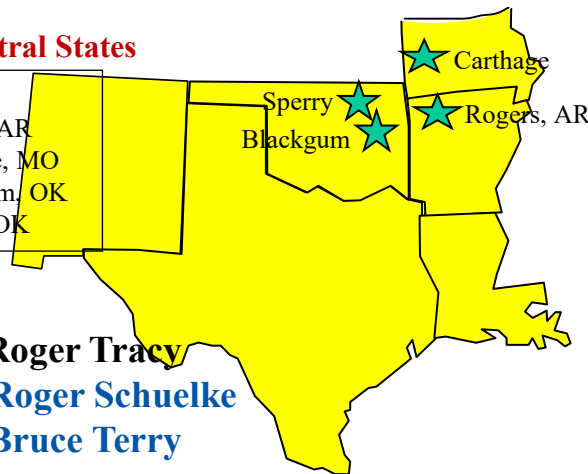 tral States
AR
e, MO
m, OK
OK
Carthage
Sperry
Rogers, AR
Blackgum
Roger Tracy
Roger Schuelke
Bruce Terry